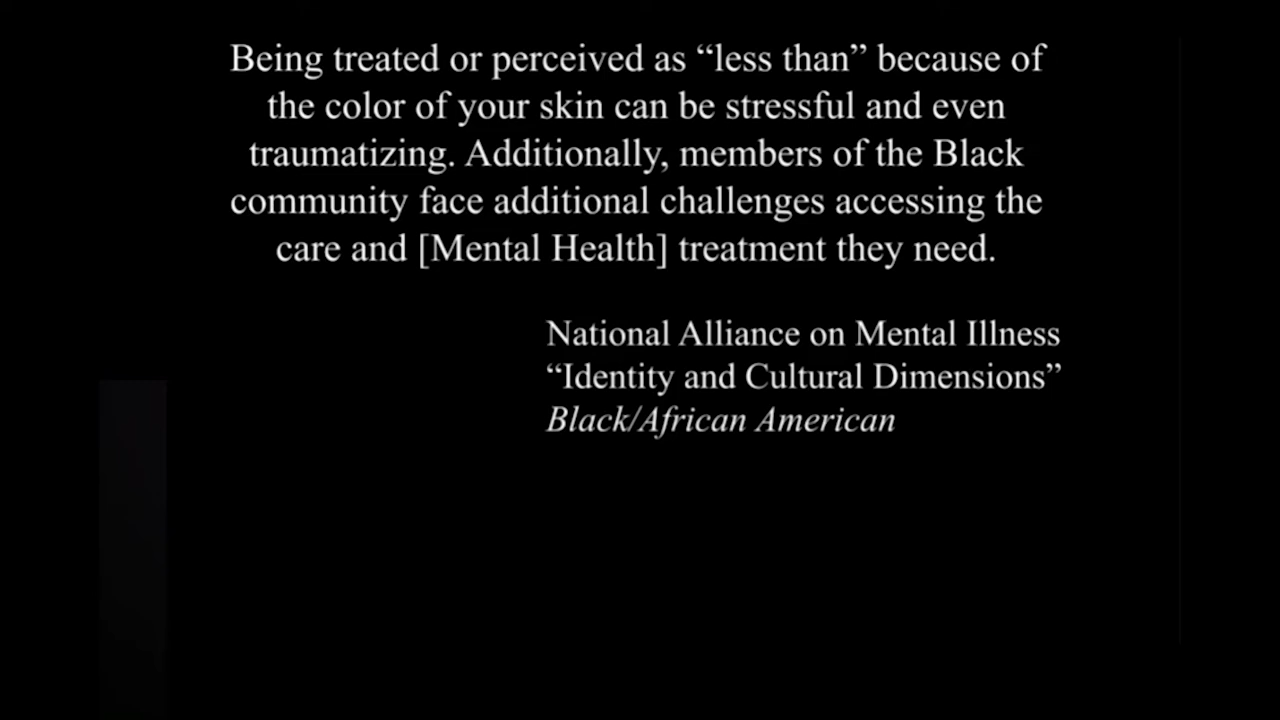 Being treated or perceived as “less than” because of
the color of your skin can be stressful and even
traumatizing. Additionally, members of the Black
community face additional challenges accessing the
care and [Mental Health] treatment they need.
National Alliance on Mental Illness
“Identity and Cultural Dimensions”
Black/African American